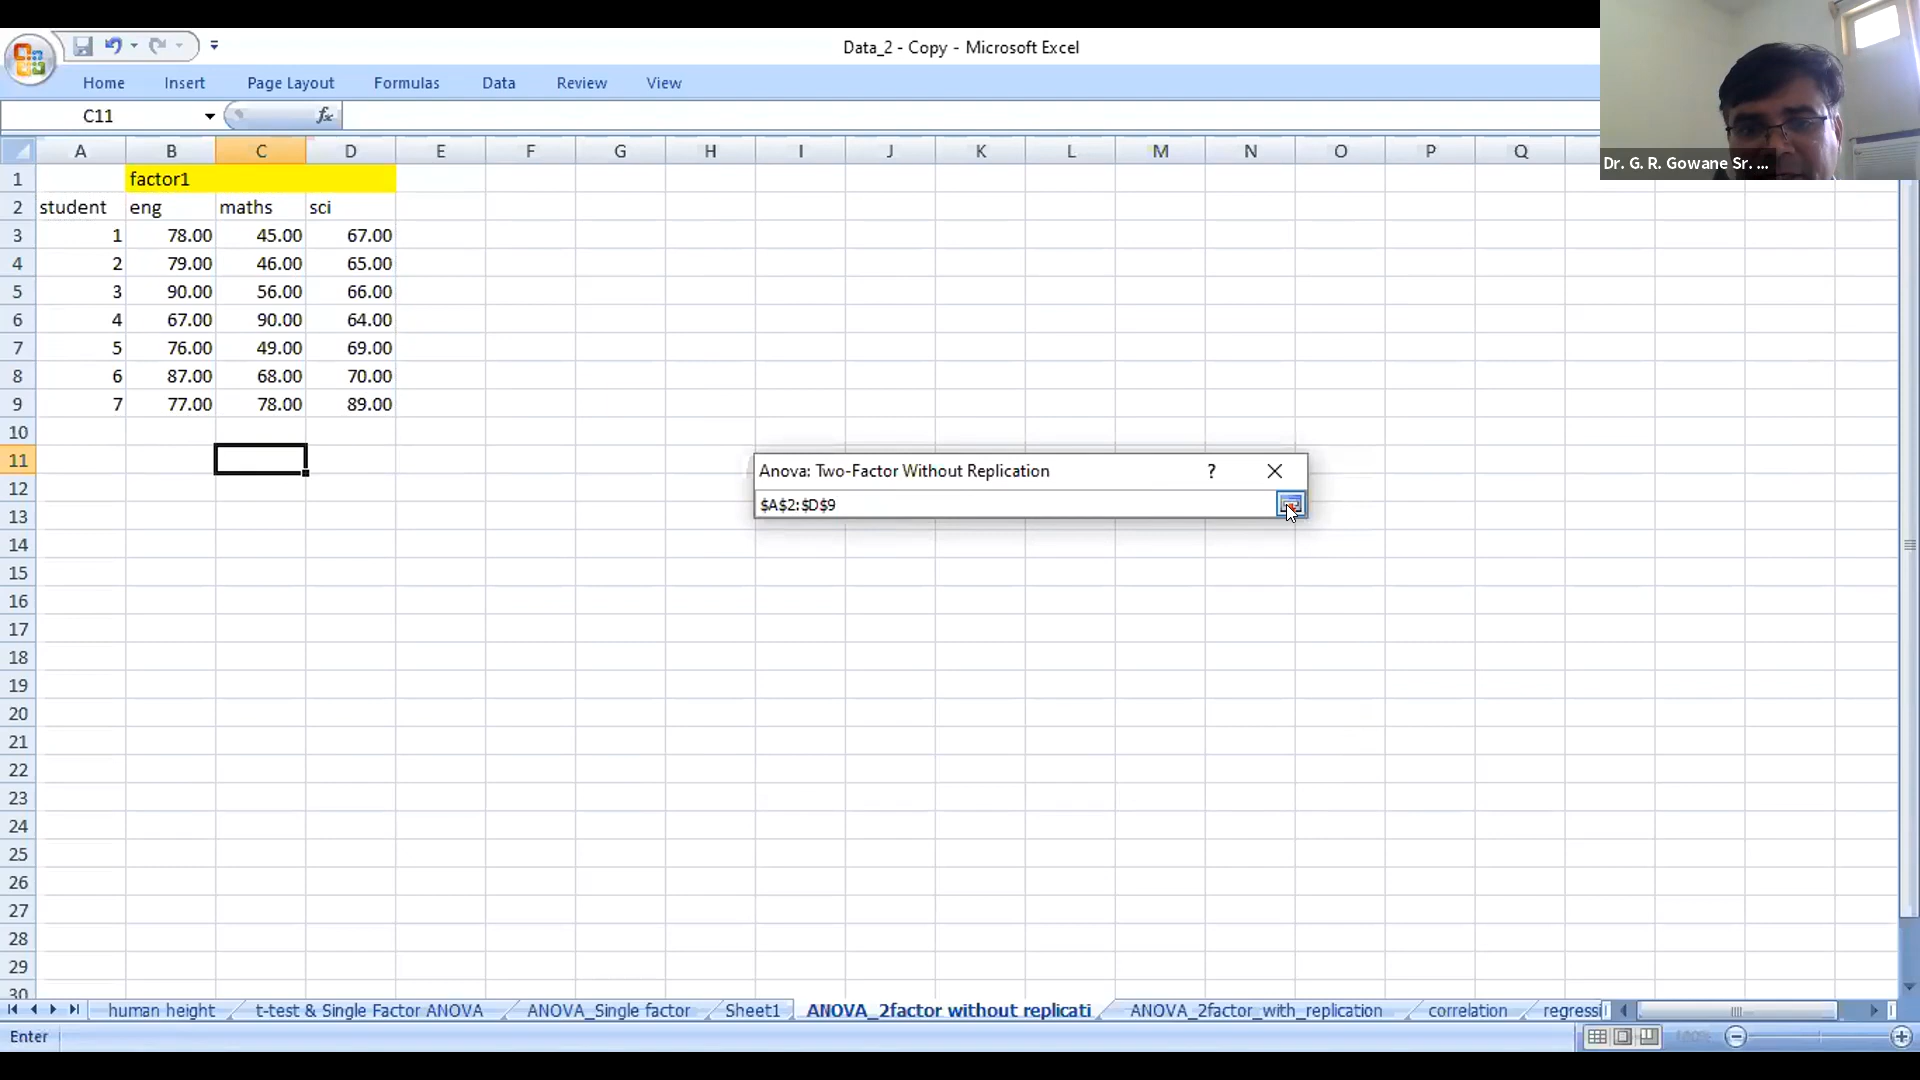 Data_2 - Copy - Microsoft Excel
Home Insert Page Layout Formulas Data Review View
C11 fx
A B C D E F G H I J K L M N O P Q
Dr. G. R. Gowane Sr. ...
1 factor1
2 student eng maths sci
3 1 78.00 45.00 67.00
4 2 79.00 46.00 65.00
5 3 90.00 56.00 66.00
6 4 67.00 90.00 64.00
7 5 76.00 49.00 69.00
8 6 87.00 68.00 70.00
9 7 77.00 78.00 89.00
10
11
Anova: Two-Factor Without Replication ?
12
$A$2:$D$9
13
14
15
16
17
18
19
20
21
22
23
24
25
26
27
28
29
30
human height t-test & Single Factor ANOVA ANOVA_Single factor Sheet1 ANOVA_2factor without replicati ANOVA_2factor_with_replication correlation regressi
Enter 100%